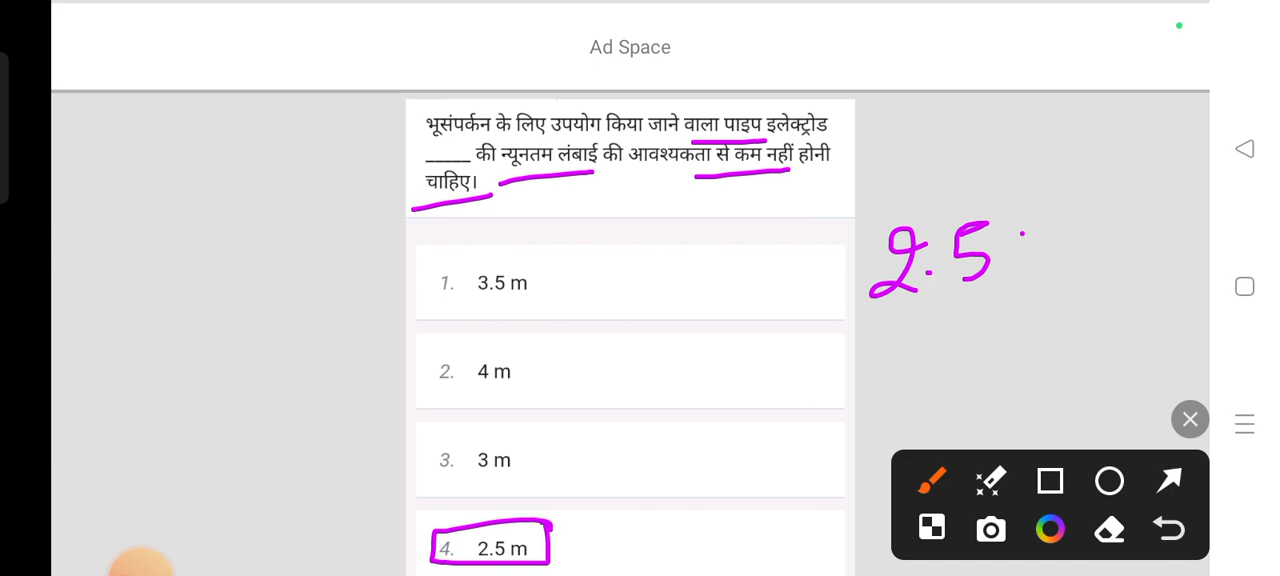 Ad Space
भूसंपर्कन के लिए उपयोग किया जाने वाला पाइप इलेक्ट्रोड
_____ की न्यूनतम लंबाई की आवश्यकता से कम नहीं होनी
चाहिए।
2.5
1. 3.5 m
2. 4 m
3. 3 m
4. 2.5 m